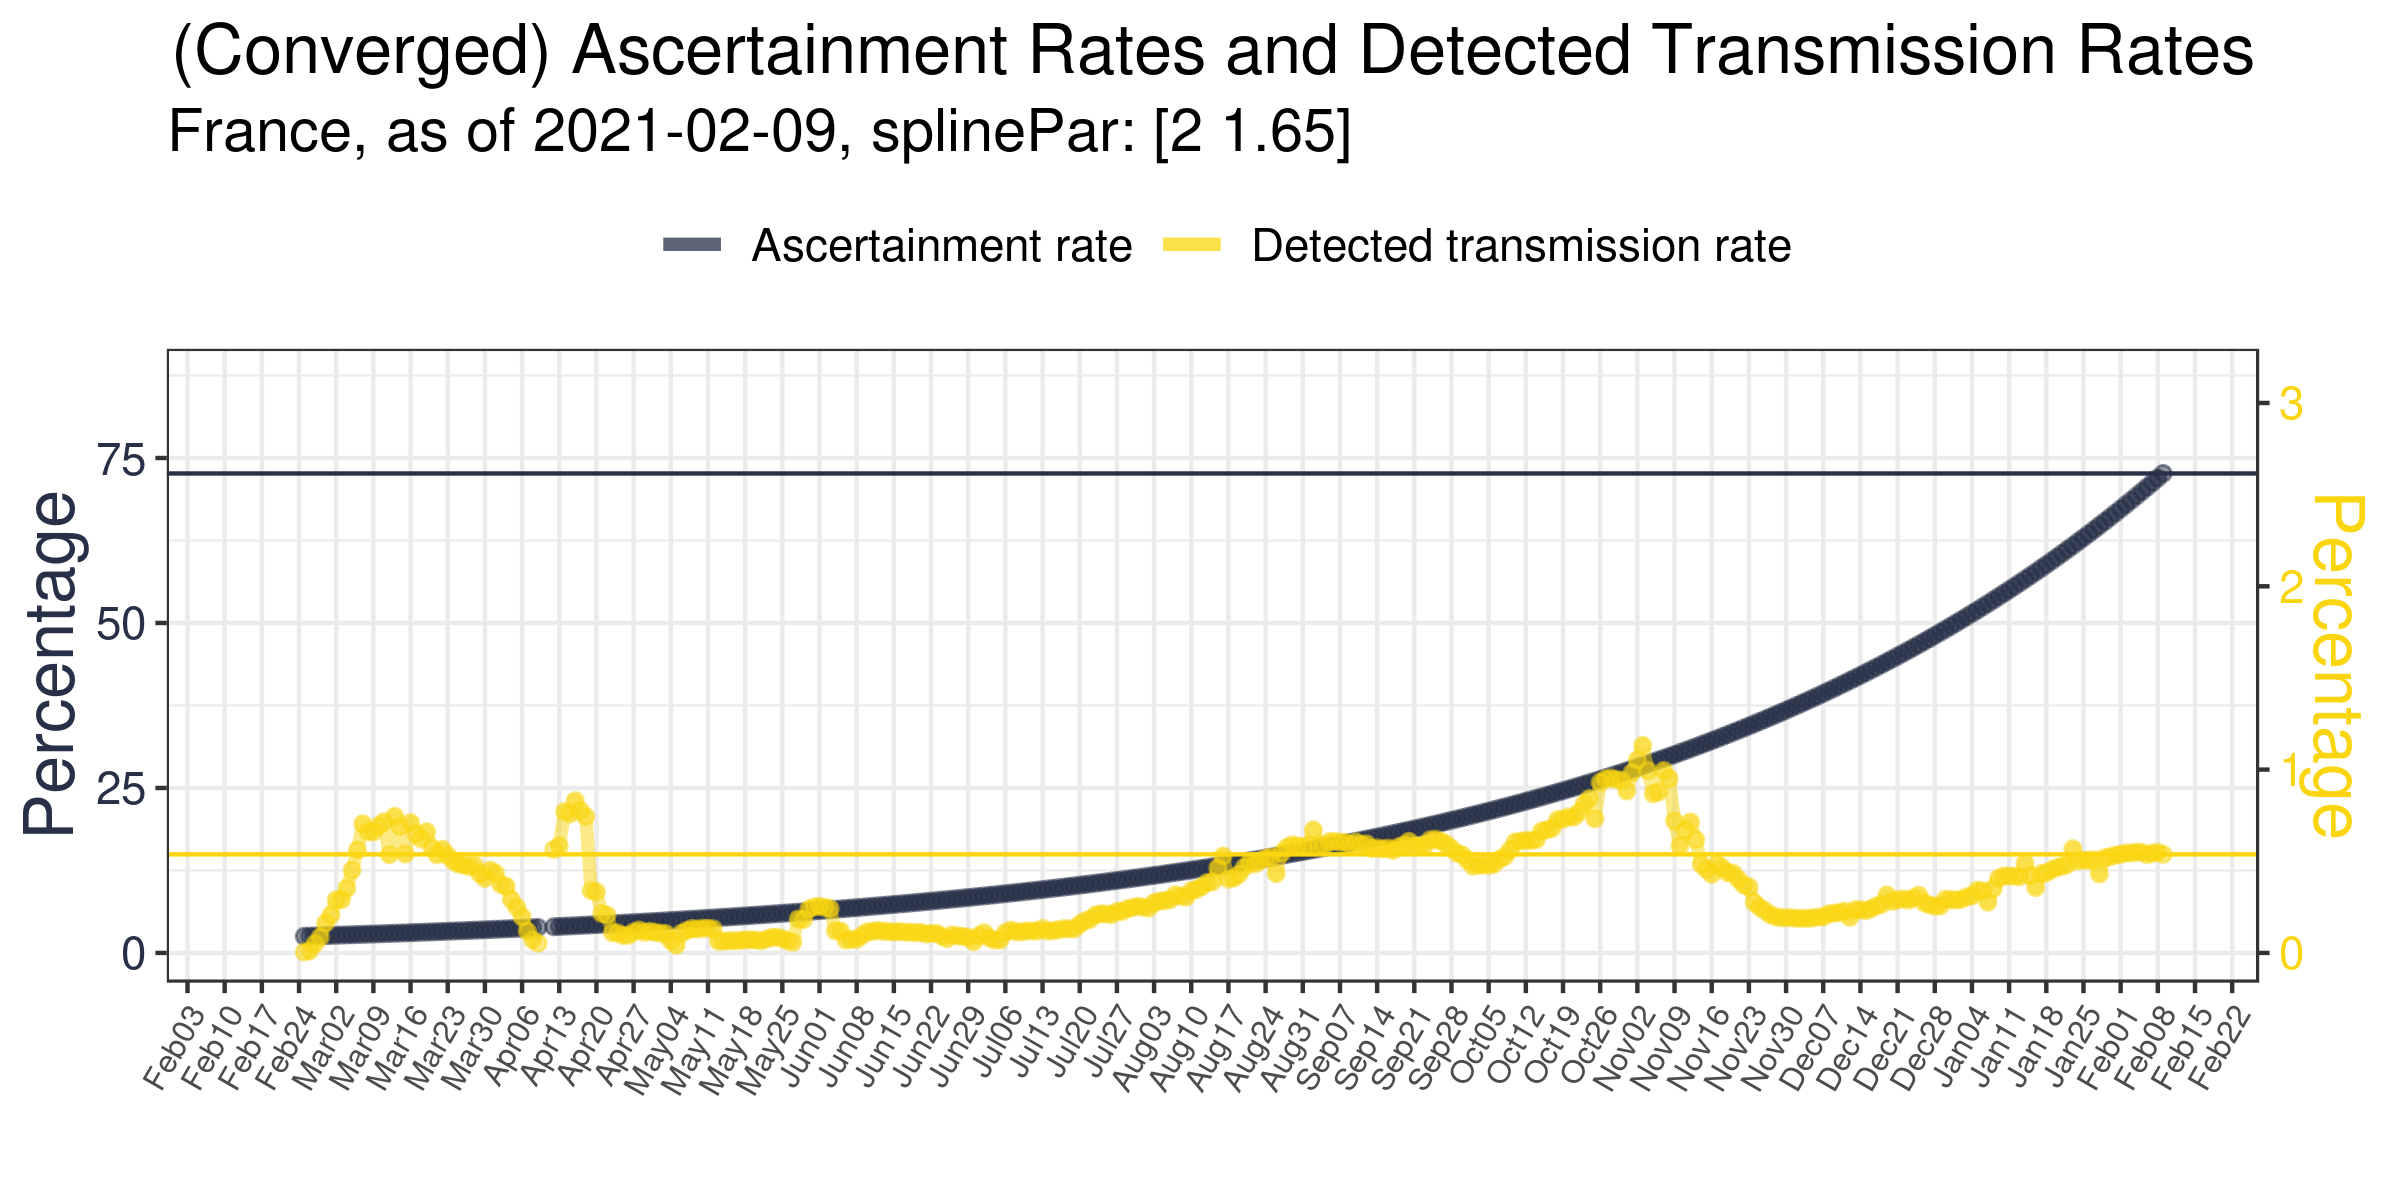 (Converged) Ascertainment Rates and Detected Transmission Rates
France, as of 2021-02-09, splinePar: [2 1.65]
Ascertainment rate Detected transmission rate
Percentage
75
50
25
0
3
2
1
0
Percentage
Feb03 Feb10 Feb17 Feb24 Mar02 Mar09 Mar16 Mar23 Mar30 Apr06 Apr13 Apr20 Apr27 May04 May11 May18 May25 Jun01 Jun08 Jun15 Jun22 Jun29 Jul06 Jul13 Jul20 Jul27 Aug03 Aug10 Aug17 Aug24 Aug31 Sep07 Sep14 Sep21 Sep28 Oct05 Oct12 Oct19 Oct26 Nov02 Nov09 Nov16 Nov23 Nov30 Dec07 Dec14 Dec21 Dec28 Jan04 Jan11 Jan18 Jan25 Feb01 Feb08 Feb15 Feb22